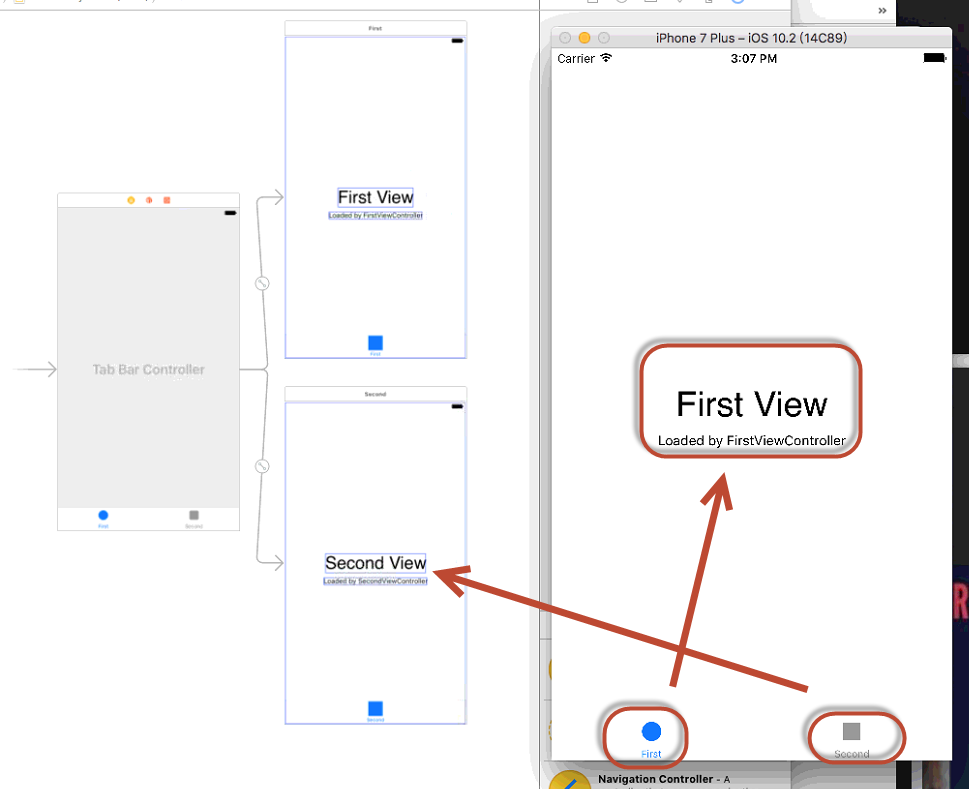 First
First View
Loaded by FirstViewController
First
Tab Bar Controller
First
Second
Second
Second View
Loaded by SecondViewController
Second
iPhone 7 Plus – iOS 10.2 (14C89)
Carrier
3:07 PM
First View
Loaded by FirstViewController
First
Second
Navigation Controller - A
R